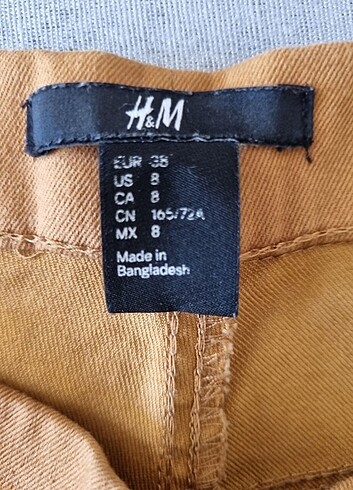 H&M
EUR 38
US 8
CA 8
CN 165/72A
MX 8
Made in
Bangladesh